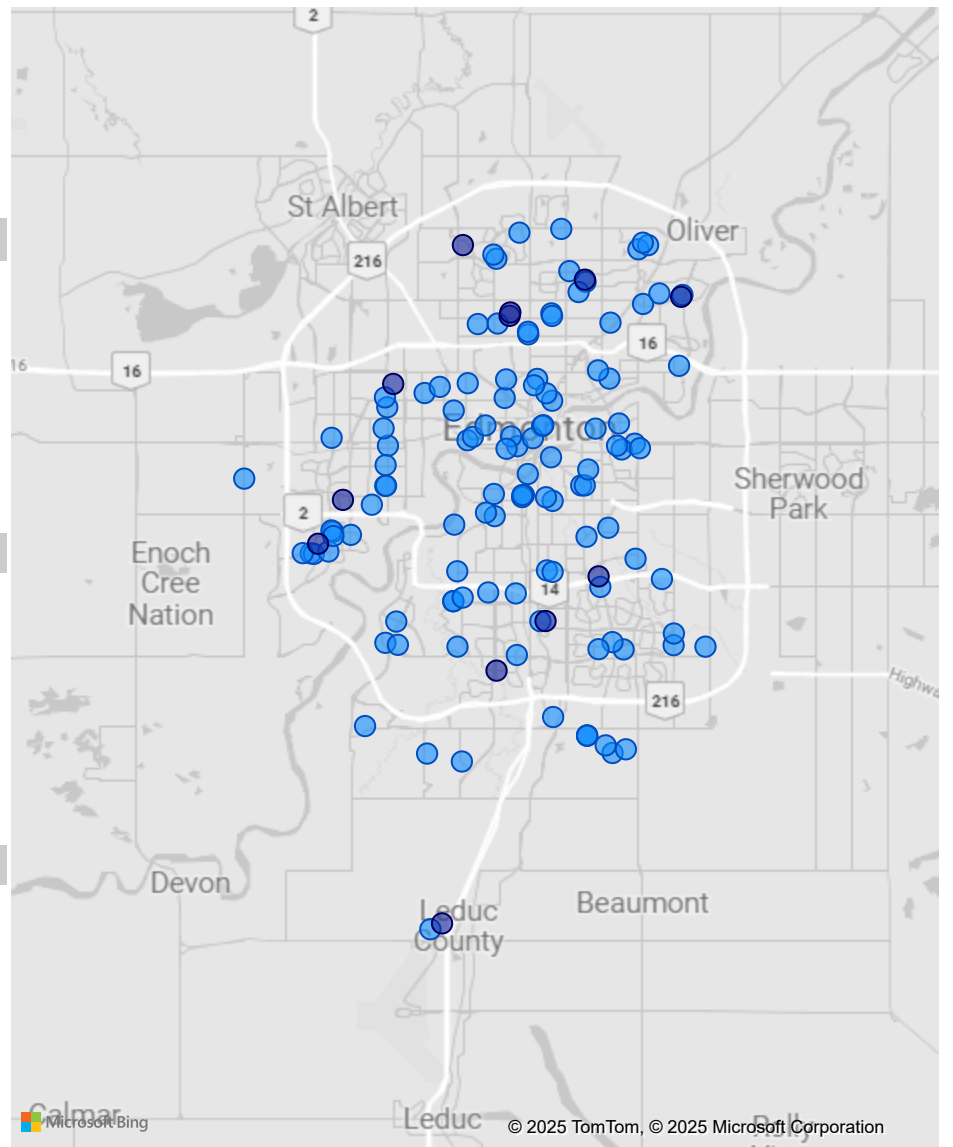 2
St Albert
Oliver
216
16
16
16
Edmonton
Sherwood
Park
2
Enoch
Cree
Nation
14
216
Highwa
Devon
Leduc
County
Beaumont
Calmar
Microsoft Bing
Leduc
© 2025 TomTom, © 2025 Microsoft Corporation